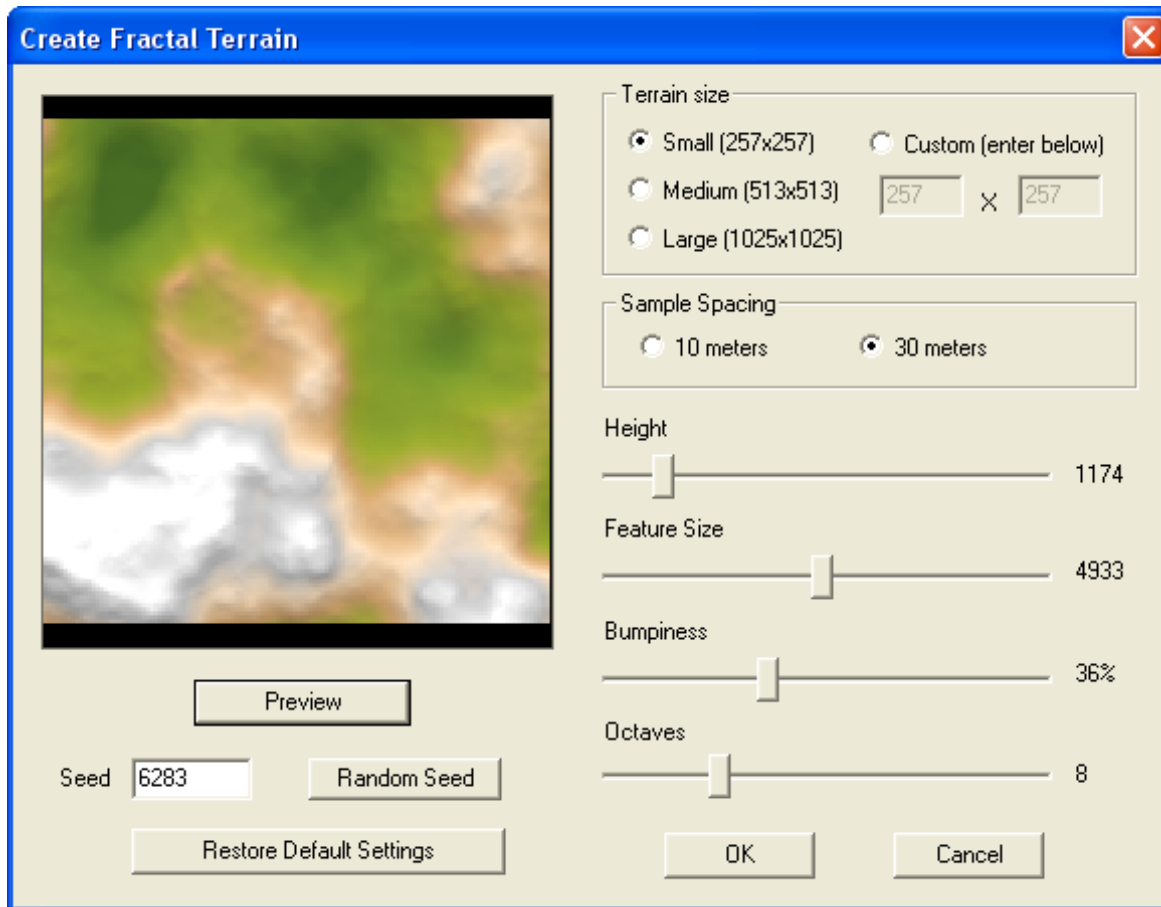 Create Fractal Terrain
Terrain size
Small (257x257)
Custom (enter below)
Medium (513x513)
257 X 257
Large (1025x1025)
Sample Spacing
10 meters
30 meters
Height
1174
Feature Size
4933
Bumpiness
36%
Octaves
8
Preview
Seed 6283
Random Seed
Restore Default Settings
OK
Cancel